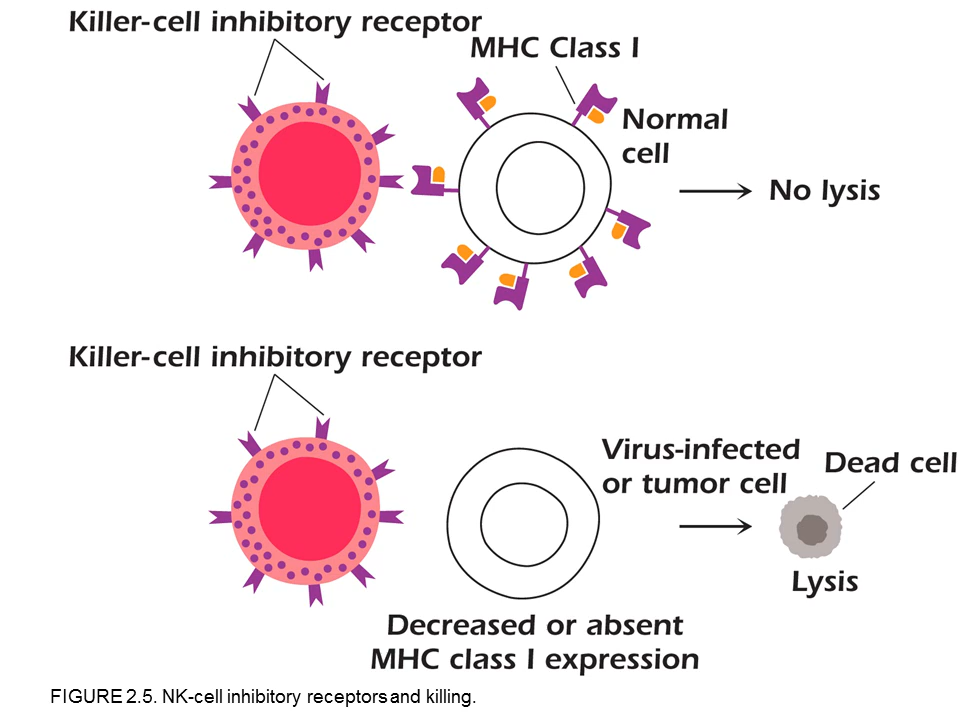 Killer-cell inhibitory receptor
MHC Class I
Normal
cell
No lysis
Killer-cell inhibitory receptor
Virus-infected
or tumor cell
Dead cell
Lysis
Decreased or absent
MHC class I expression
FIGURE 2.5. NK-cell inhibitory receptors and killing.